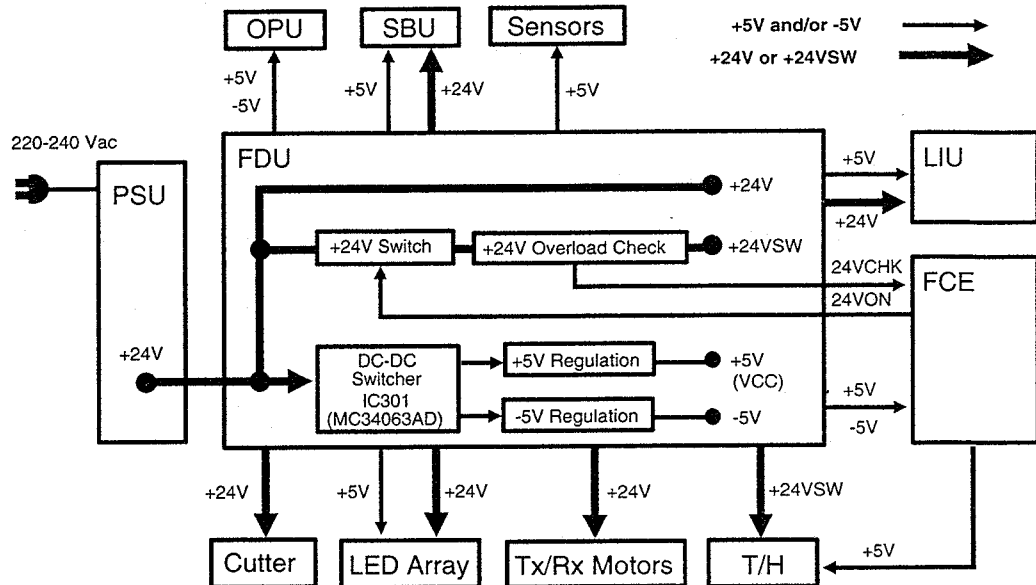 OPU
SBU
Sensors
+5V and/or -5V
+24V or +24VSW
+5V
-5V
+5V
+24V
+5V
220-240 Vac
PSU
FDU
+24V
+5V
LIU
+24V
+24V Switch
+24V Overload Check
+24VSW
24VCHK
FCE
24VON
+24V
DC-DC
Switcher
IC301
(MC34063AD)
+5V Regulation
+5V
(VCC)
-5V Regulation
-5V
+5V
-5V
+24V
+5V
+24V
+24V
+24VSW
+5V
Cutter
LED Array
Tx/Rx Motors
T/H